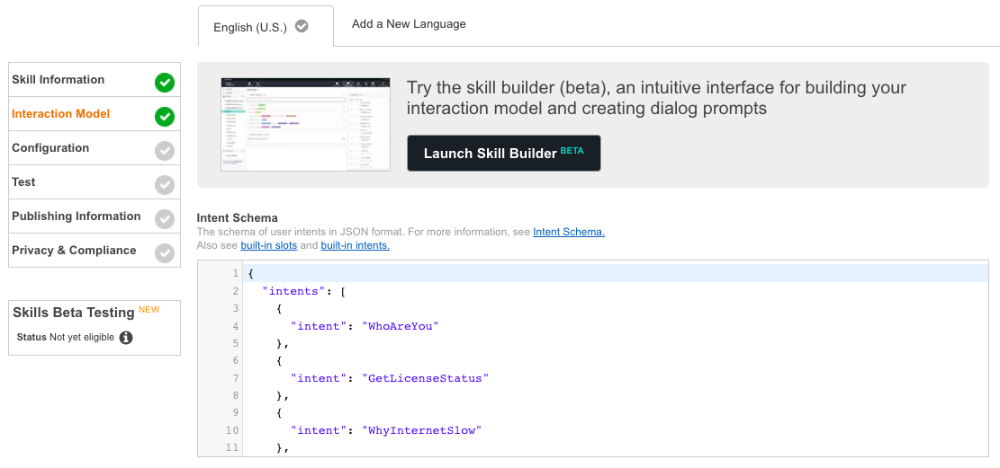 English (U.S.)
Add a New Language
Skill Information
Interaction Model
Configuration
Test
Publishing Information
Privacy & Compliance
Skills Beta Testing NEW
Status Not yet eligible
Try the skill builder (beta), an intuitive interface for building your
interaction model and creating dialog prompts
Launch Skill Builder BETA
Intent Schema
The schema of user intents in JSON format. For more information, see Intent Schema.
Also see built-in slots and built-in intents.
1 {
2 "intents": [
3 {
4 "intent": "WhoAreYou"
5 },
6 {
7 "intent": "GetLicenseStatus"
8 },
9 {
10 "intent": "WhyInternetSlow"
11 },